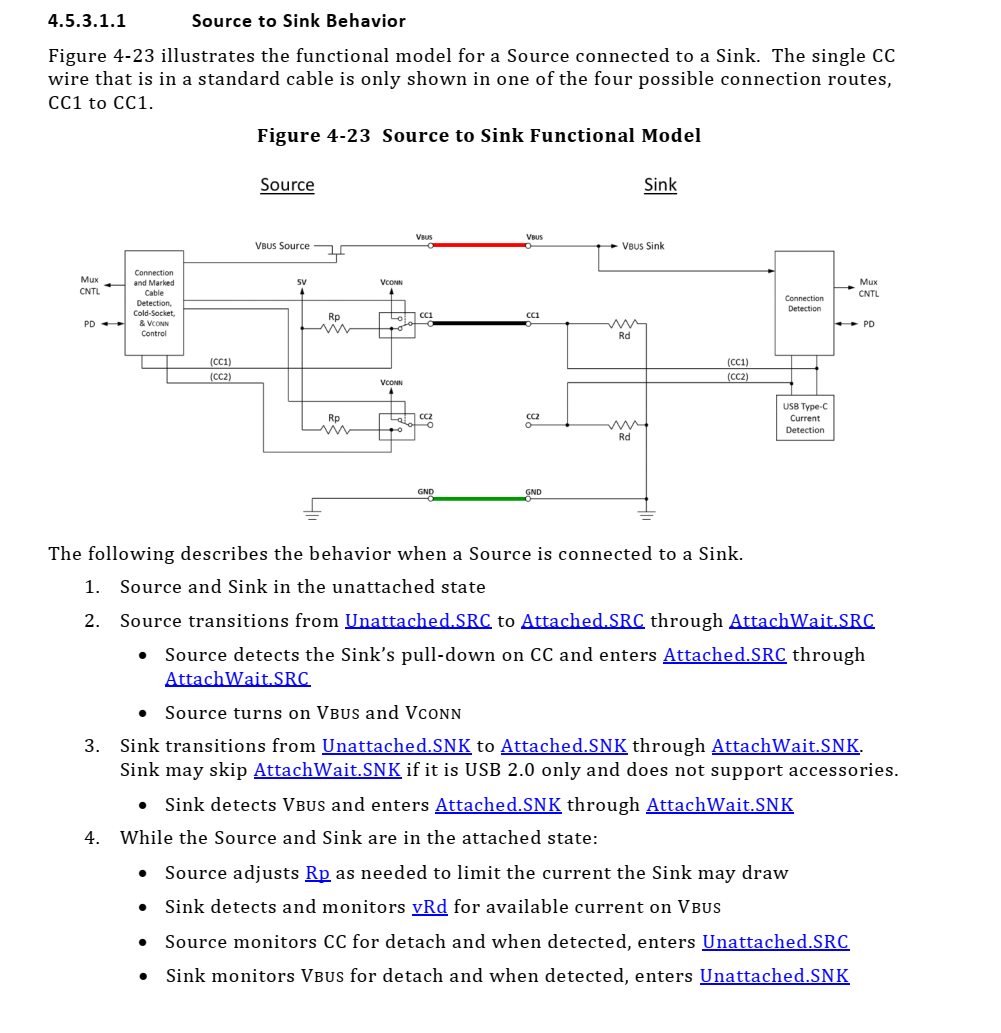 4.5.3.1.1 Source to Sink Behavior
Figure 4-23 illustrates the functional model for a Source connected to a Sink. The single CC
wire that is in a standard cable is only shown in one of the four possible connection routes,
CC1 to CC1.
Figure 4-23 Source to Sink Functional Model
Source
Sink
VBUS Source
VBUS
VBUS
VBUS Sink
Mux
CNTL
PD
Connection
and Marked
Cable
Detection,
Cold-Socket,
& VCONN
Control
5V
VCONN
Rp
CC1
CC1
Rd
Connection
Detection
Mux
CNTL
PD
(CC1)
(CC2)
(CC1)
(CC2)
VCONN
Rp
CC2
CC2
Rd
USB Type-C
Current
Detection
GND
GND
The following describes the behavior when a Source is connected to a Sink.
1. Source and Sink in the unattached state
2. Source transitions from Unattached.SRC to Attached.SRC through AttachWait.SRC
• Source detects the Sink’s pull-down on CC and enters Attached.SRC through
AttachWait.SRC
• Source turns on VBUS and VCONN
3. Sink transitions from Unattached.SNK to Attached.SNK through AttachWait.SNK.
Sink may skip AttachWait.SNK if it is USB 2.0 only and does not support accessories.
• Sink detects VBUS and enters Attached.SNK through AttachWait.SNK
4. While the Source and Sink are in the attached state:
• Source adjusts Rp as needed to limit the current the Sink may draw
• Sink detects and monitors vRd for available current on VBUS
• Source monitors CC for detach and when detected, enters Unattached.SRC
• Sink monitors VBUS for detach and when detected, enters Unattached.SNK